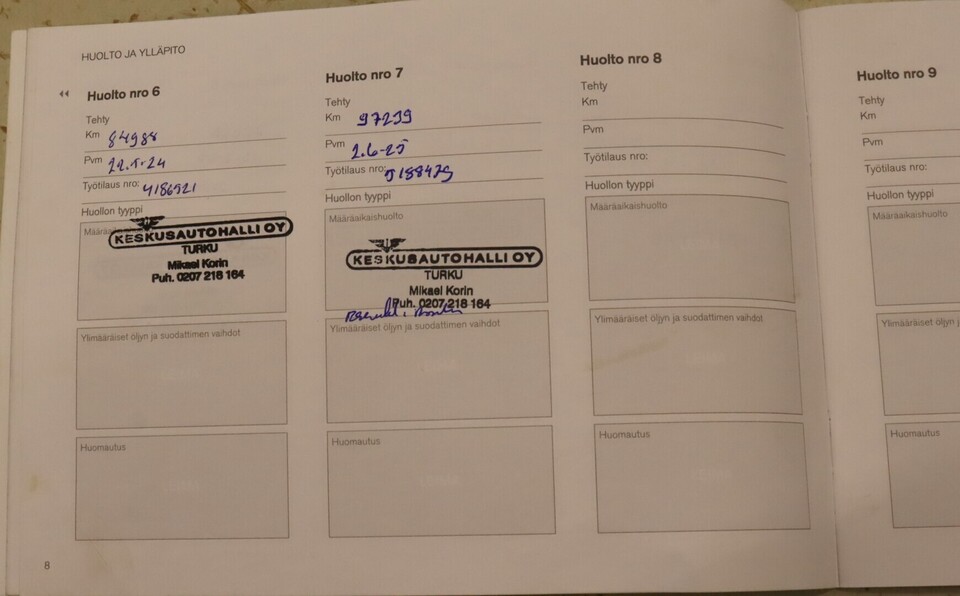 HUOLTO JA YLLÄPITO
Huolto nro 6
Tehty
Km 84988
Pvm 22.5-24
Työtilaus nro: 4186921
Huollon tyyppi
KESKUSAUTOHALLI OY
TURKU
Mikael Korin
Puh. 0207 218 164
Ylimääräiset öljyn ja suodattimen vaihdot
Huomautus
8
Huolto nro 7
Tehty
Km 97239
Pvm 2.6-25
Työtilaus nro:
Huollon tyyppi
Määräaikaishuolto
KESKUSAUTOHALLI OY
TURKU
Mikael Korin
Puh. 0207 218 164
Ylimääräiset öljyn ja suodattimen vaihdot
Huomautus
Huolto nro 8
Tehty
Km
Pvm
Työtilaus nro:
Huollon tyyppi
Määräaikaishuolto
Ylimääräiset öljyn ja suodattimen vaihdot
Huomautus
Huolto nro 9
Tehty
Km
Pvm
Työtilaus nro:
Huollon tyyppi
Määräaikaishuolto
Ylimääräiset öljyn ja
Huomautus